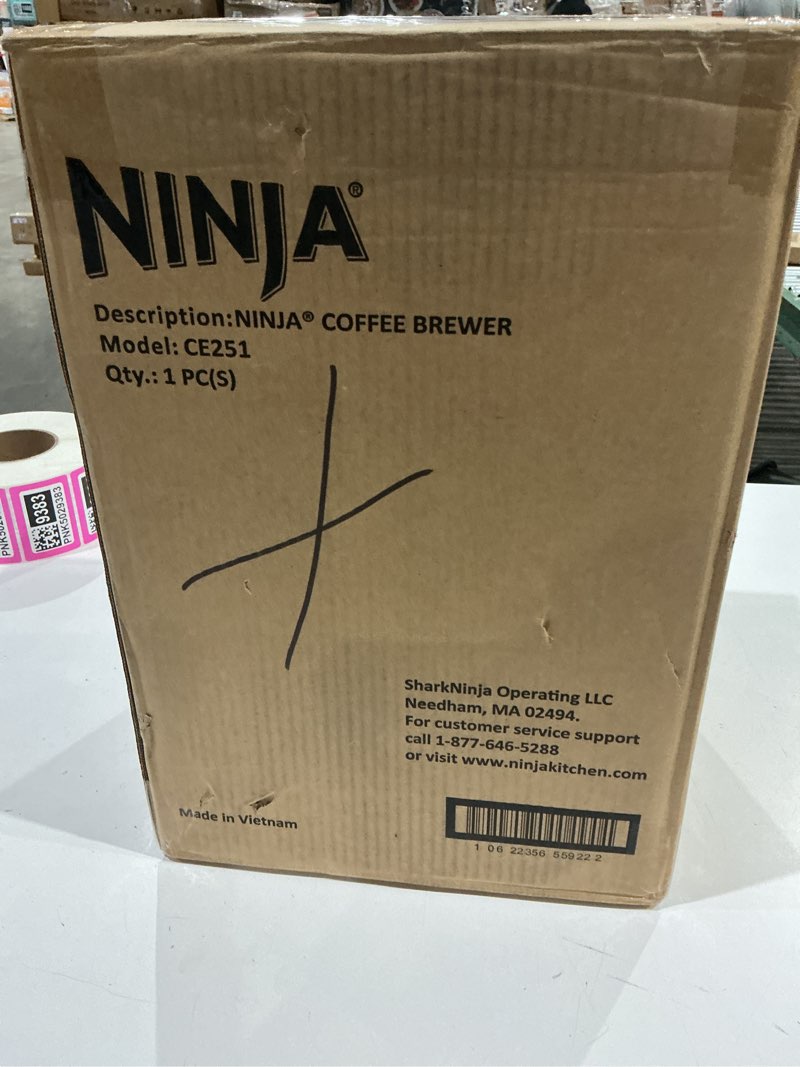 NINJA®
Description:NINJA® COFFEE BREWER
Model: CE251
Qty.: 1 PC(S)
9383
PNK5029383
SharkNinja Operating LLC
Needham, MA 02494.
For customer service support
call 1-877-646-5288
or visit www.ninjakitchen.com
Made in Vietnam
1 06 22356 55922 2